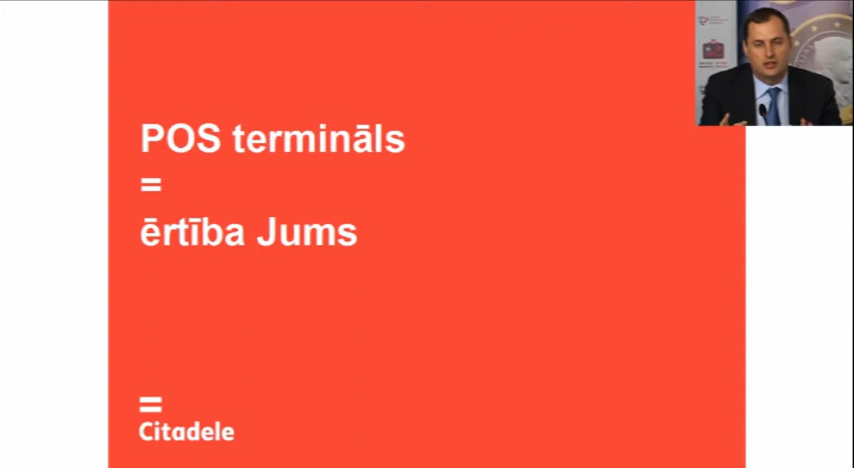 POS termināls
=
ērtība Jums
=
Citadele